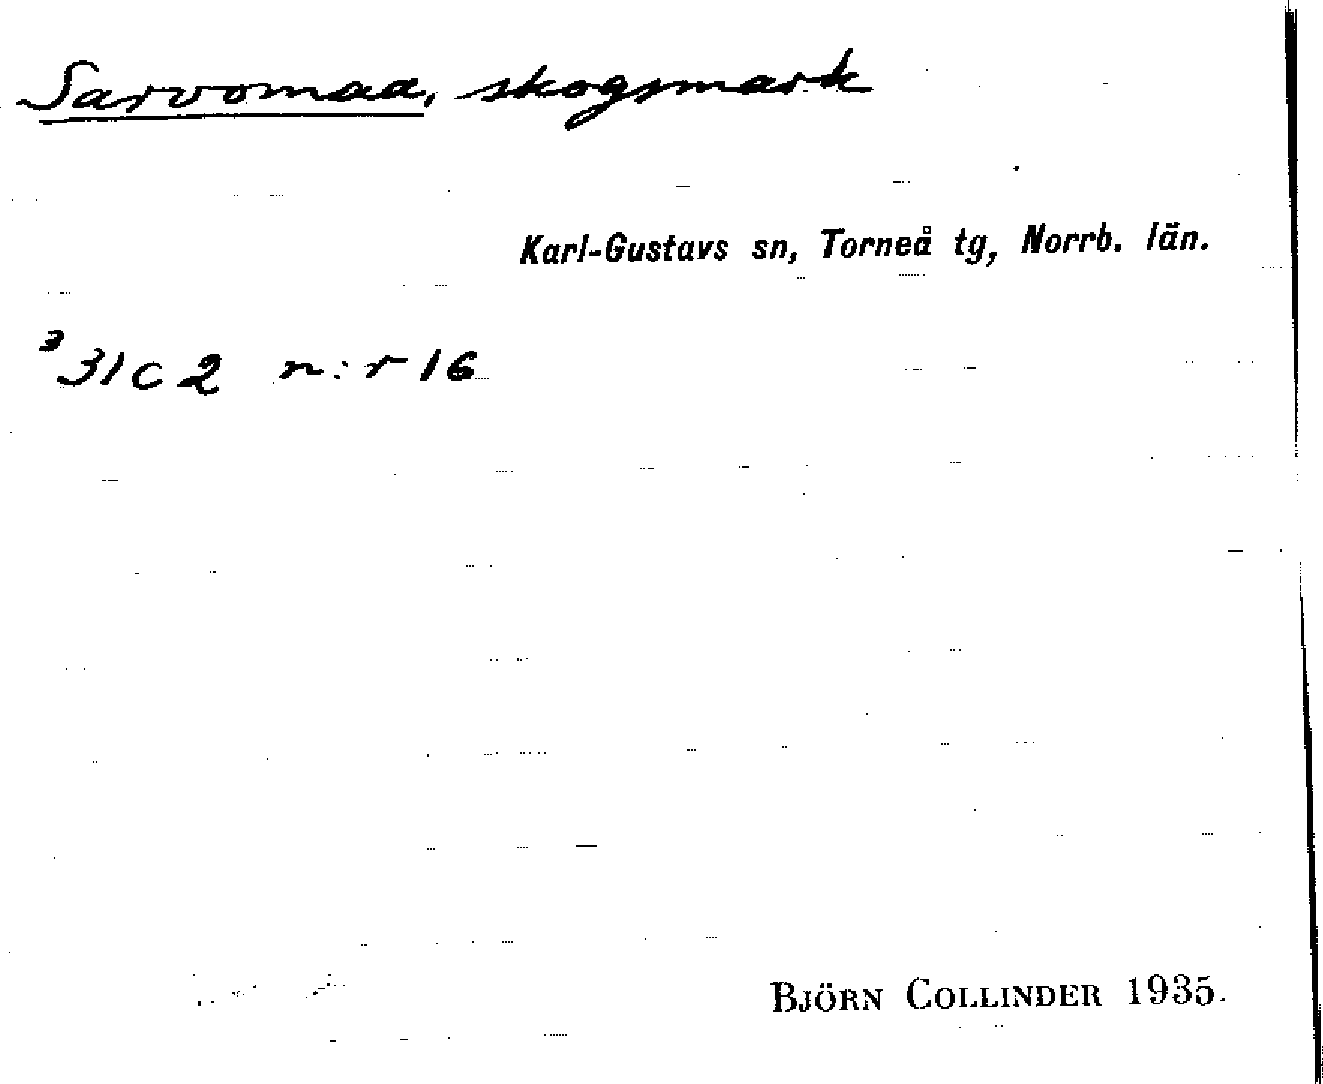 Sarvomaa, skogsmark
Karl-Gustavs sn, Torneå tg, Norrb. län.
³31c2 n:r 16
BJÖRN COLLINDER 1935.